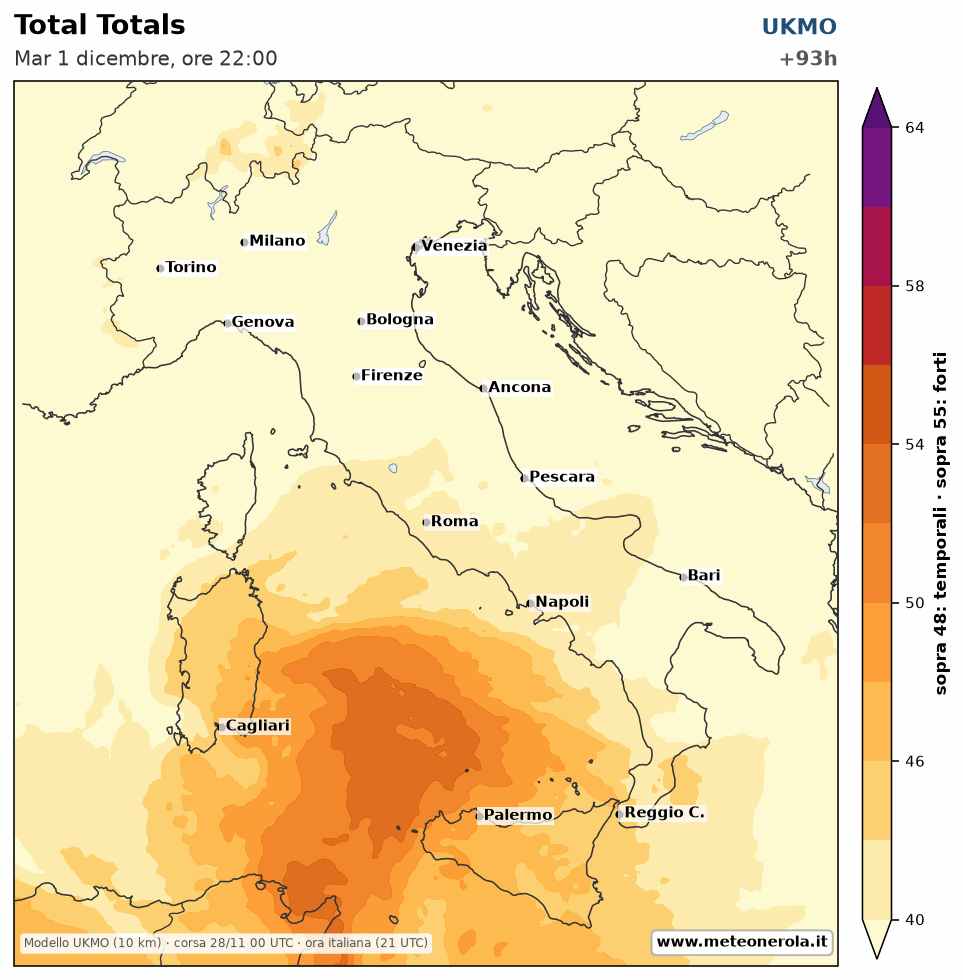 Total Totals
UKMO
Mar 1 dicembre, ore 22:00
+93h
64
58
54
50
46
40
sopra 48: temporali · sopra 55: forti
Milano
Venezia
Torino
Genova
Bologna
Firenze
Ancona
Pescara
Roma
Bari
Napoli
Cagliari
Palermo
Reggio C.
Modello UKMO (10 km) · corsa 28/11 00 UTC · ora italiana (21 UTC)
www.meteonerola.it